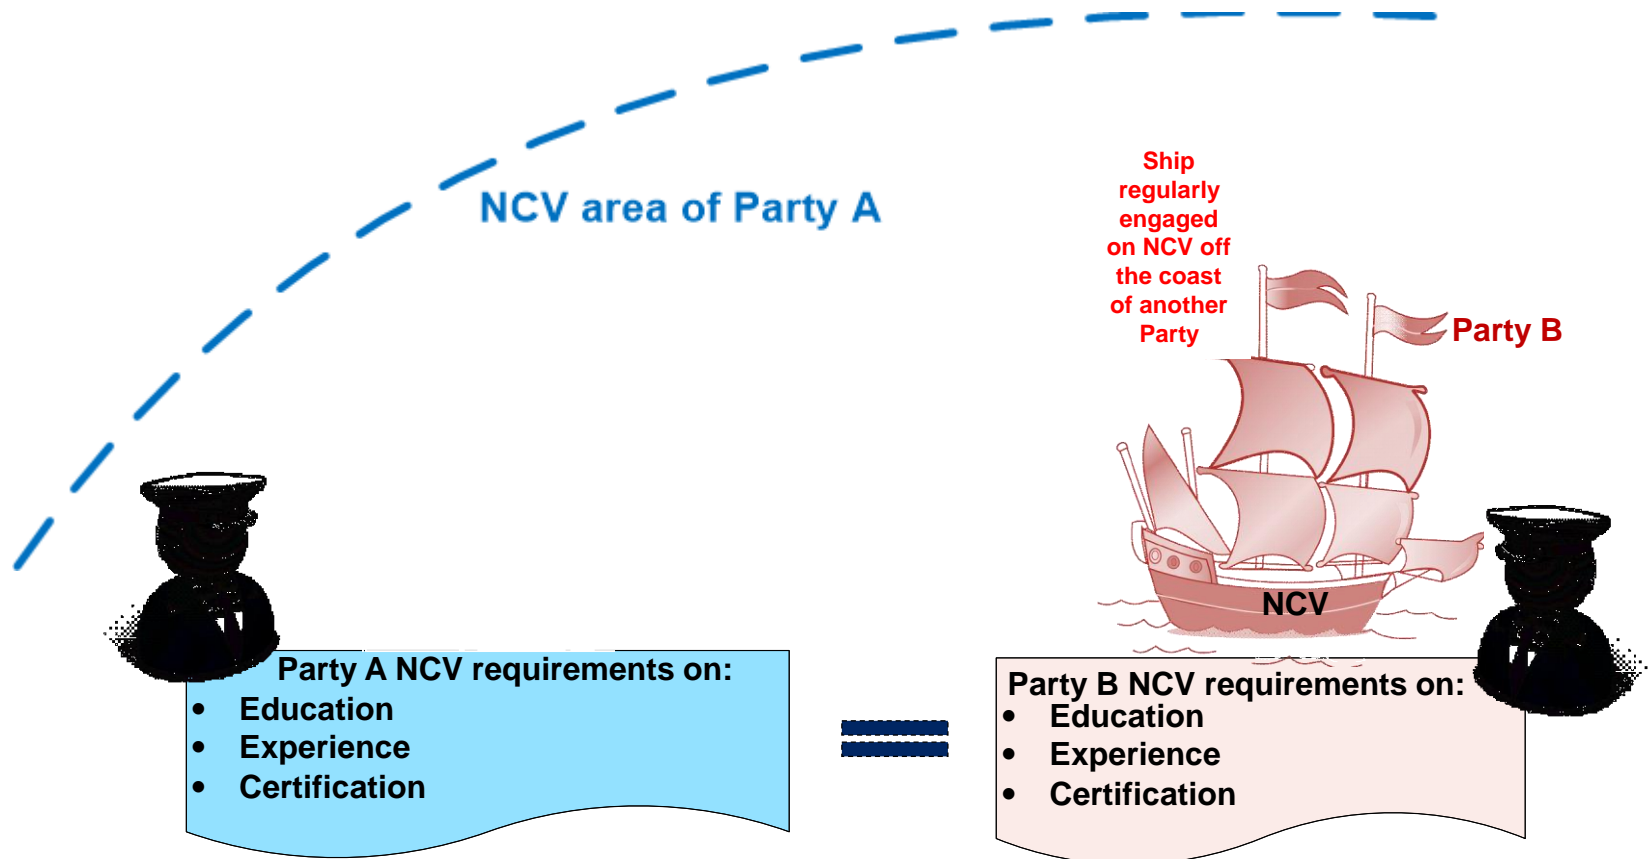 NCV area of Party A
Ship
regularly
engaged
on NCV off
the coast
of another
Party
Party B
NCV
Party A NCV requirements on:
• Education
• Experience
• Certification
Party B NCV requirements on:
• Education
• Experience
• Certification